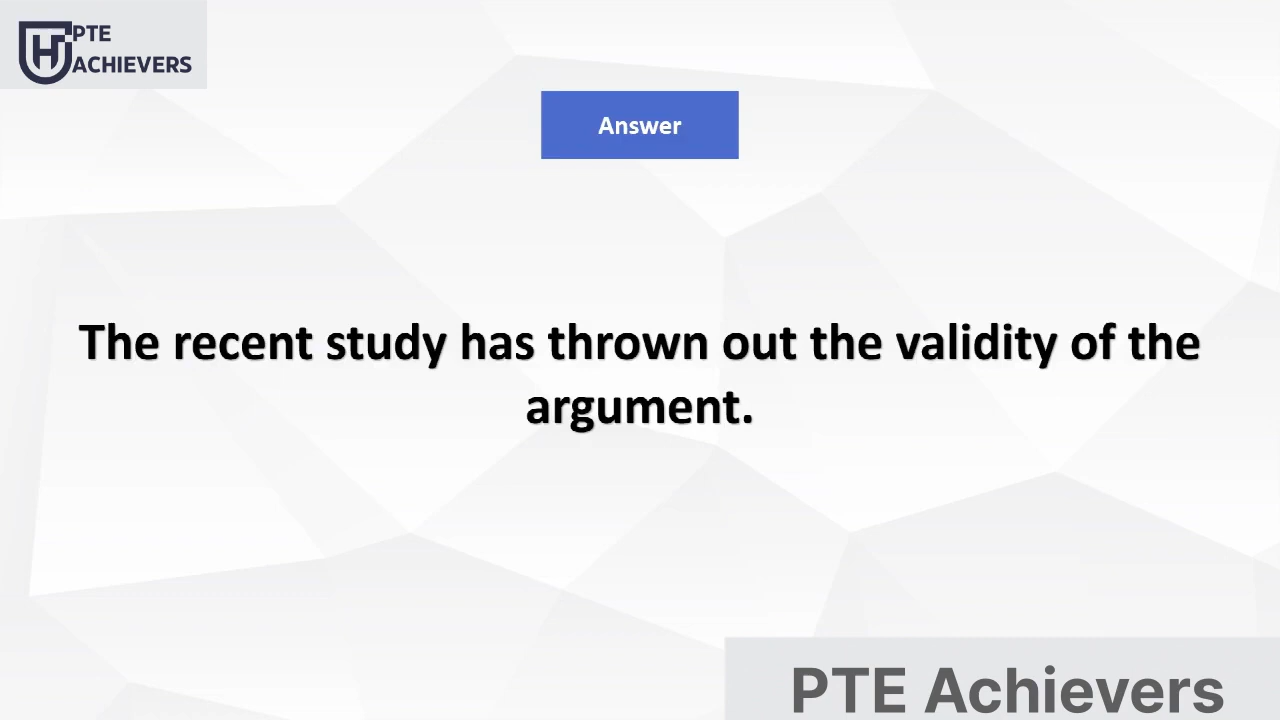 PTE
ACHIEVERS
Answer
The recent study has thrown out the validity of the
argument.
PTE Achievers